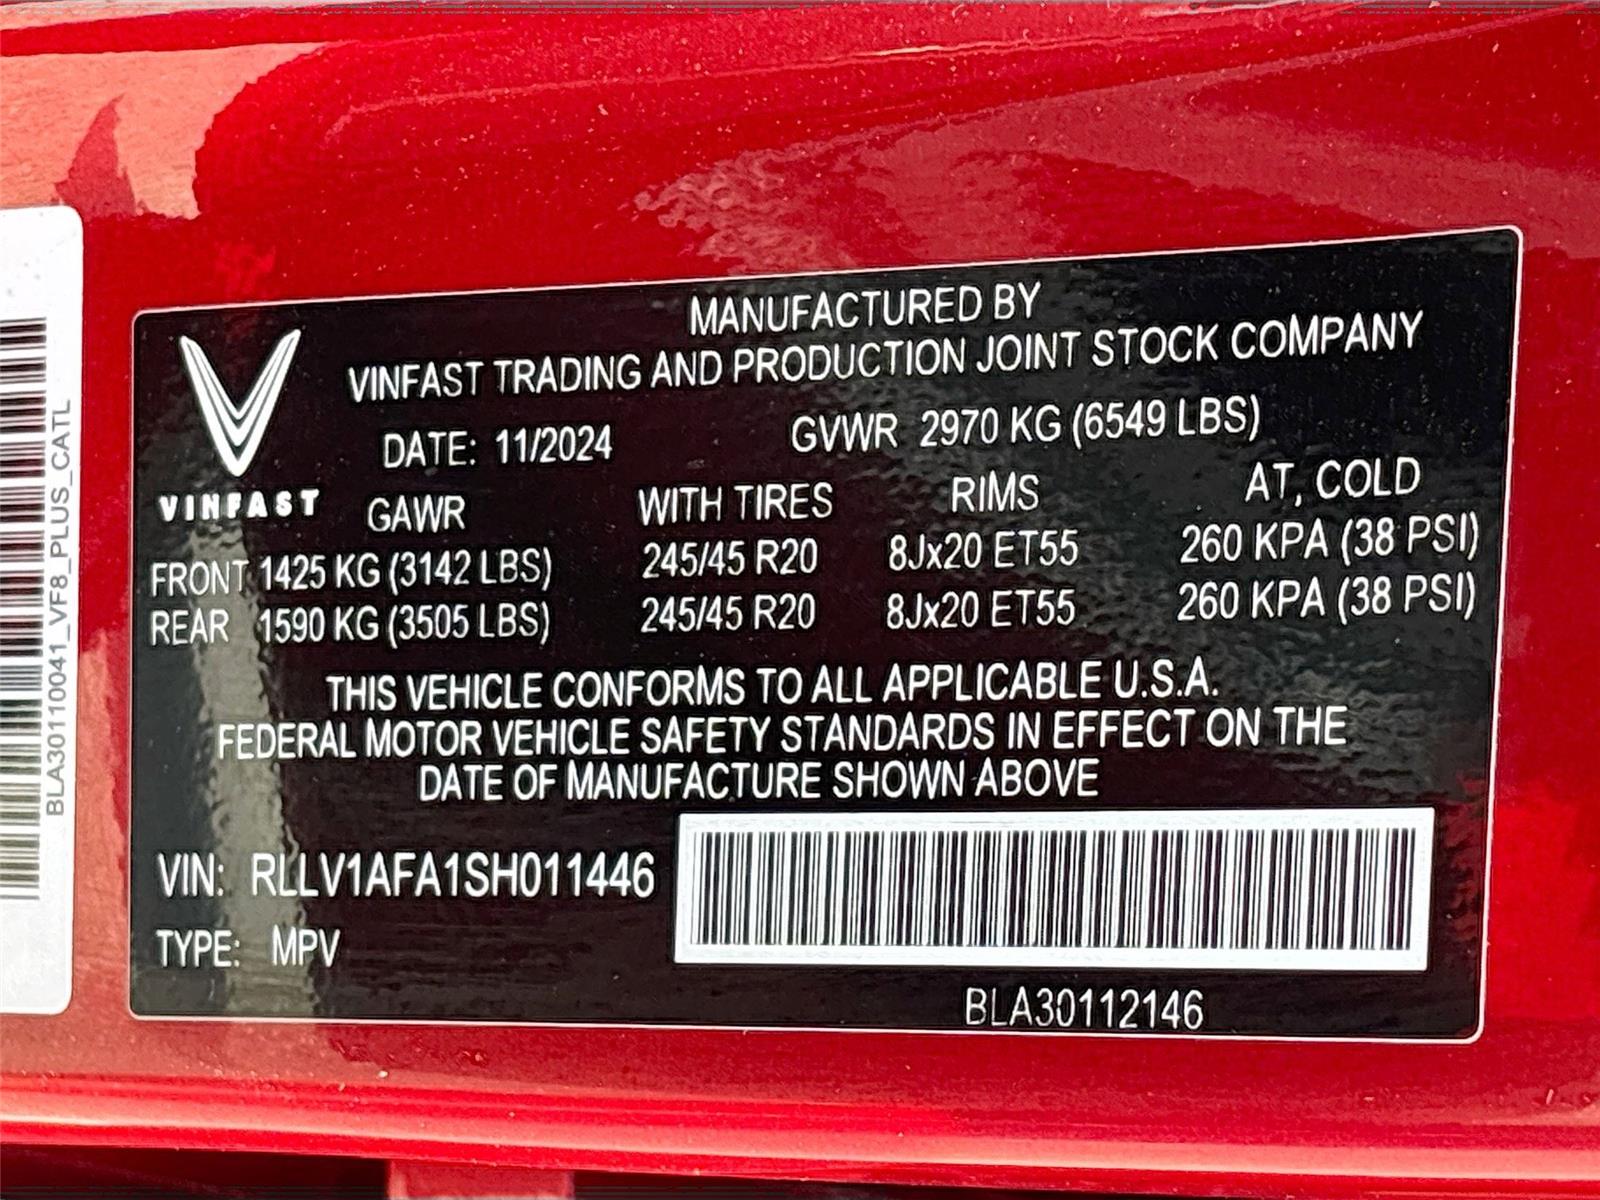 BLA30110041_VF8_PLUS_CATL
VINFAST
MANUFACTURED BY
VINFAST TRADING AND PRODUCTION JOINT STOCK COMPANY
DATE: 11/2024 GVWR 2970 KG (6549 LBS)
GAWR WITH TIRES RIMS AT, COLD
FRONT 1425 KG (3142 LBS) 245/45 R20 8Jx20 ET55 260 KPA (38 PSI)
REAR 1590 KG (3505 LBS) 245/45 R20 8Jx20 ET55 260 KPA (38 PSI)
THIS VEHICLE CONFORMS TO ALL APPLICABLE U.S.A.
FEDERAL MOTOR VEHICLE SAFETY STANDARDS IN EFFECT ON THE
DATE OF MANUFACTURE SHOWN ABOVE
VIN: RLLV1AFA1SH011446
TYPE: MPV
BLA30112146